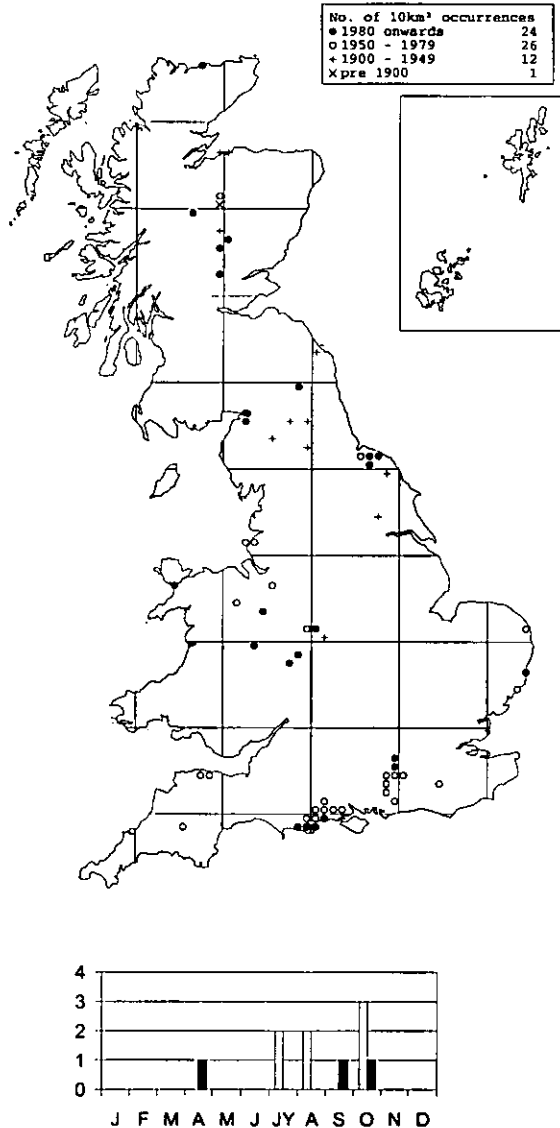 No. of 10km² occurrences
● 1980 onwards 24
○ 1950 - 1979 26
+ 1900 - 1949 12
× pre 1900 1
4
3
2
1
0
J F M A M J JY A S O N D